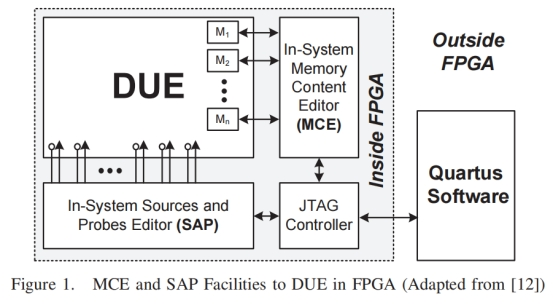 DUE
M1
M2
Mn
In-System
Memory
Content
Editor
(MCE)
Inside FPGA
Outside
FPGA
Quartus
Software
In-System Sources and
Probes Editor (SAP)
JTAG
Controller
Figure 1. MCE and SAP Facilities to DUE in FPGA (Adapted from [12])